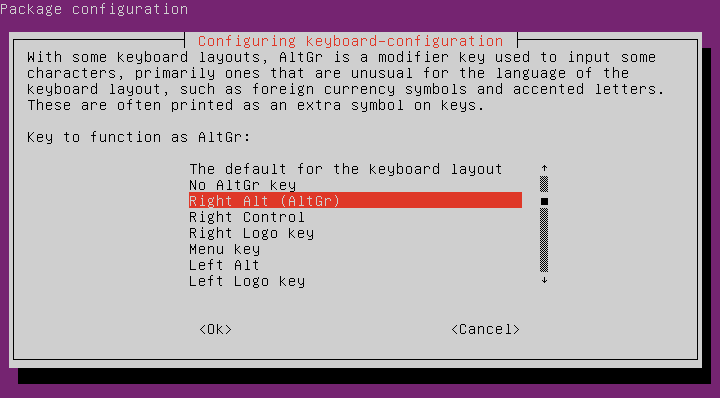 Package configuration
Configuring keyboard-configuration
With some keyboard layouts, AltGr is a modifier key used to input some
characters, primarily ones that are unusual for the language of the
keyboard layout, such as foreign currency symbols and accented letters.
These are often printed as an extra symbol on keys.
Key to function as AltGr:
The default for the keyboard layout
No AltGr key
Right Alt (AltGr)
Right Control
Right Logo key
Menu key
Left Alt
Left Logo key
<Ok> <Cancel>